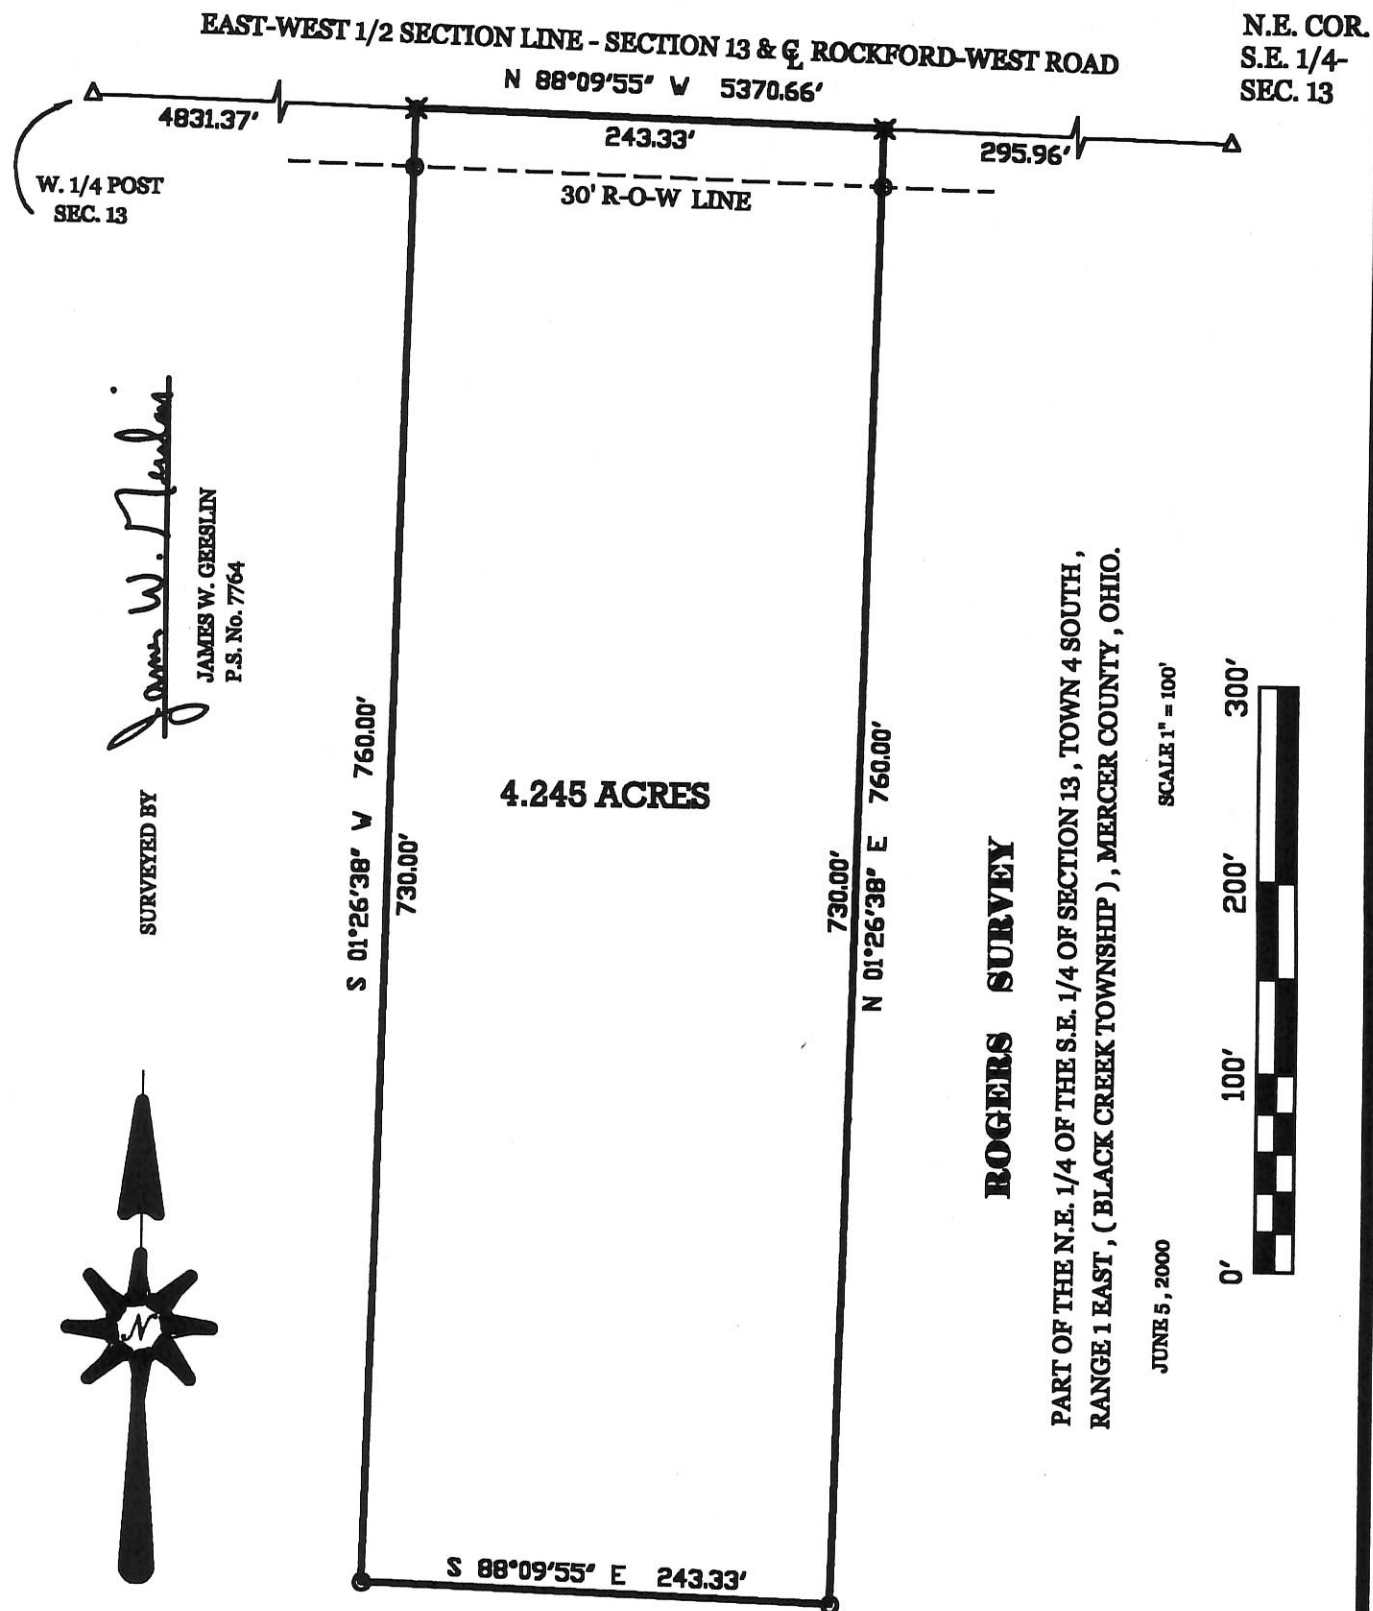 EAST-WEST 1/2 SECTION LINE - SECTION 13 & ℄ ROCKFORD-WEST ROAD
N 88°09'55" W 5370.66'
N.E. COR.
S.E. 1/4-
SEC. 13
4831.37'
243.33'
295.96'
W. 1/4 POST
SEC. 13
30' R-O-W LINE
SURVEYED BY
James W. Geeslin
JAMES W. GEESLIN
P.S. No. 7764
S 01°26'38" W 760.00'
730.00'
4.245 ACRES
730.00'
N 01°26'38" E 760.00'
ROGERS SURVEY
PART OF THE N.E. 1/4 OF THE S.E. 1/4 OF SECTION 13 , TOWN 4 SOUTH ,
RANGE 1 EAST , ( BLACK CREEK TOWNSHIP ) , MERCER COUNTY , OHIO.
JUNE 5 , 2000
SCALE 1" = 100'
0'
100'
200'
300'
N
S 88°09'55" E 243.33'